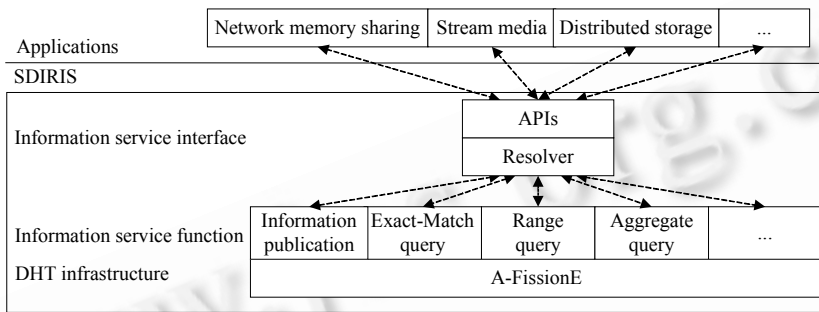 Network memory sharing Stream media Distributed storage ...
Applications
SDIRIS
APIs
Information service interface
Resolver
Information publication Exact-Match query Range query Aggregate query ...
Information service function
DHT infrastructure
A-FissionE